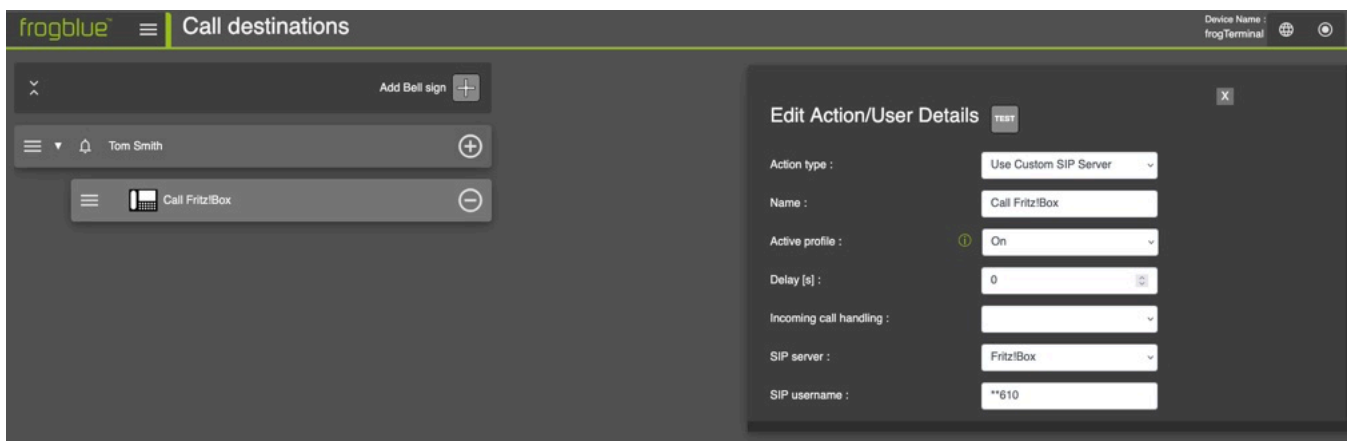 frogblue™
Call destinations
Device Name :
frogTerminal
Add Bell sign
Tom Smith
Call Fritz!Box
X
Edit Action/User Details
TEST
Action type :
Use Custom SIP Server
Name :
Call Fritz!Box
Active profile :
On
Delay [s] :
0
Incoming call handling :
SIP server :
Fritz!Box
SIP username :
**610